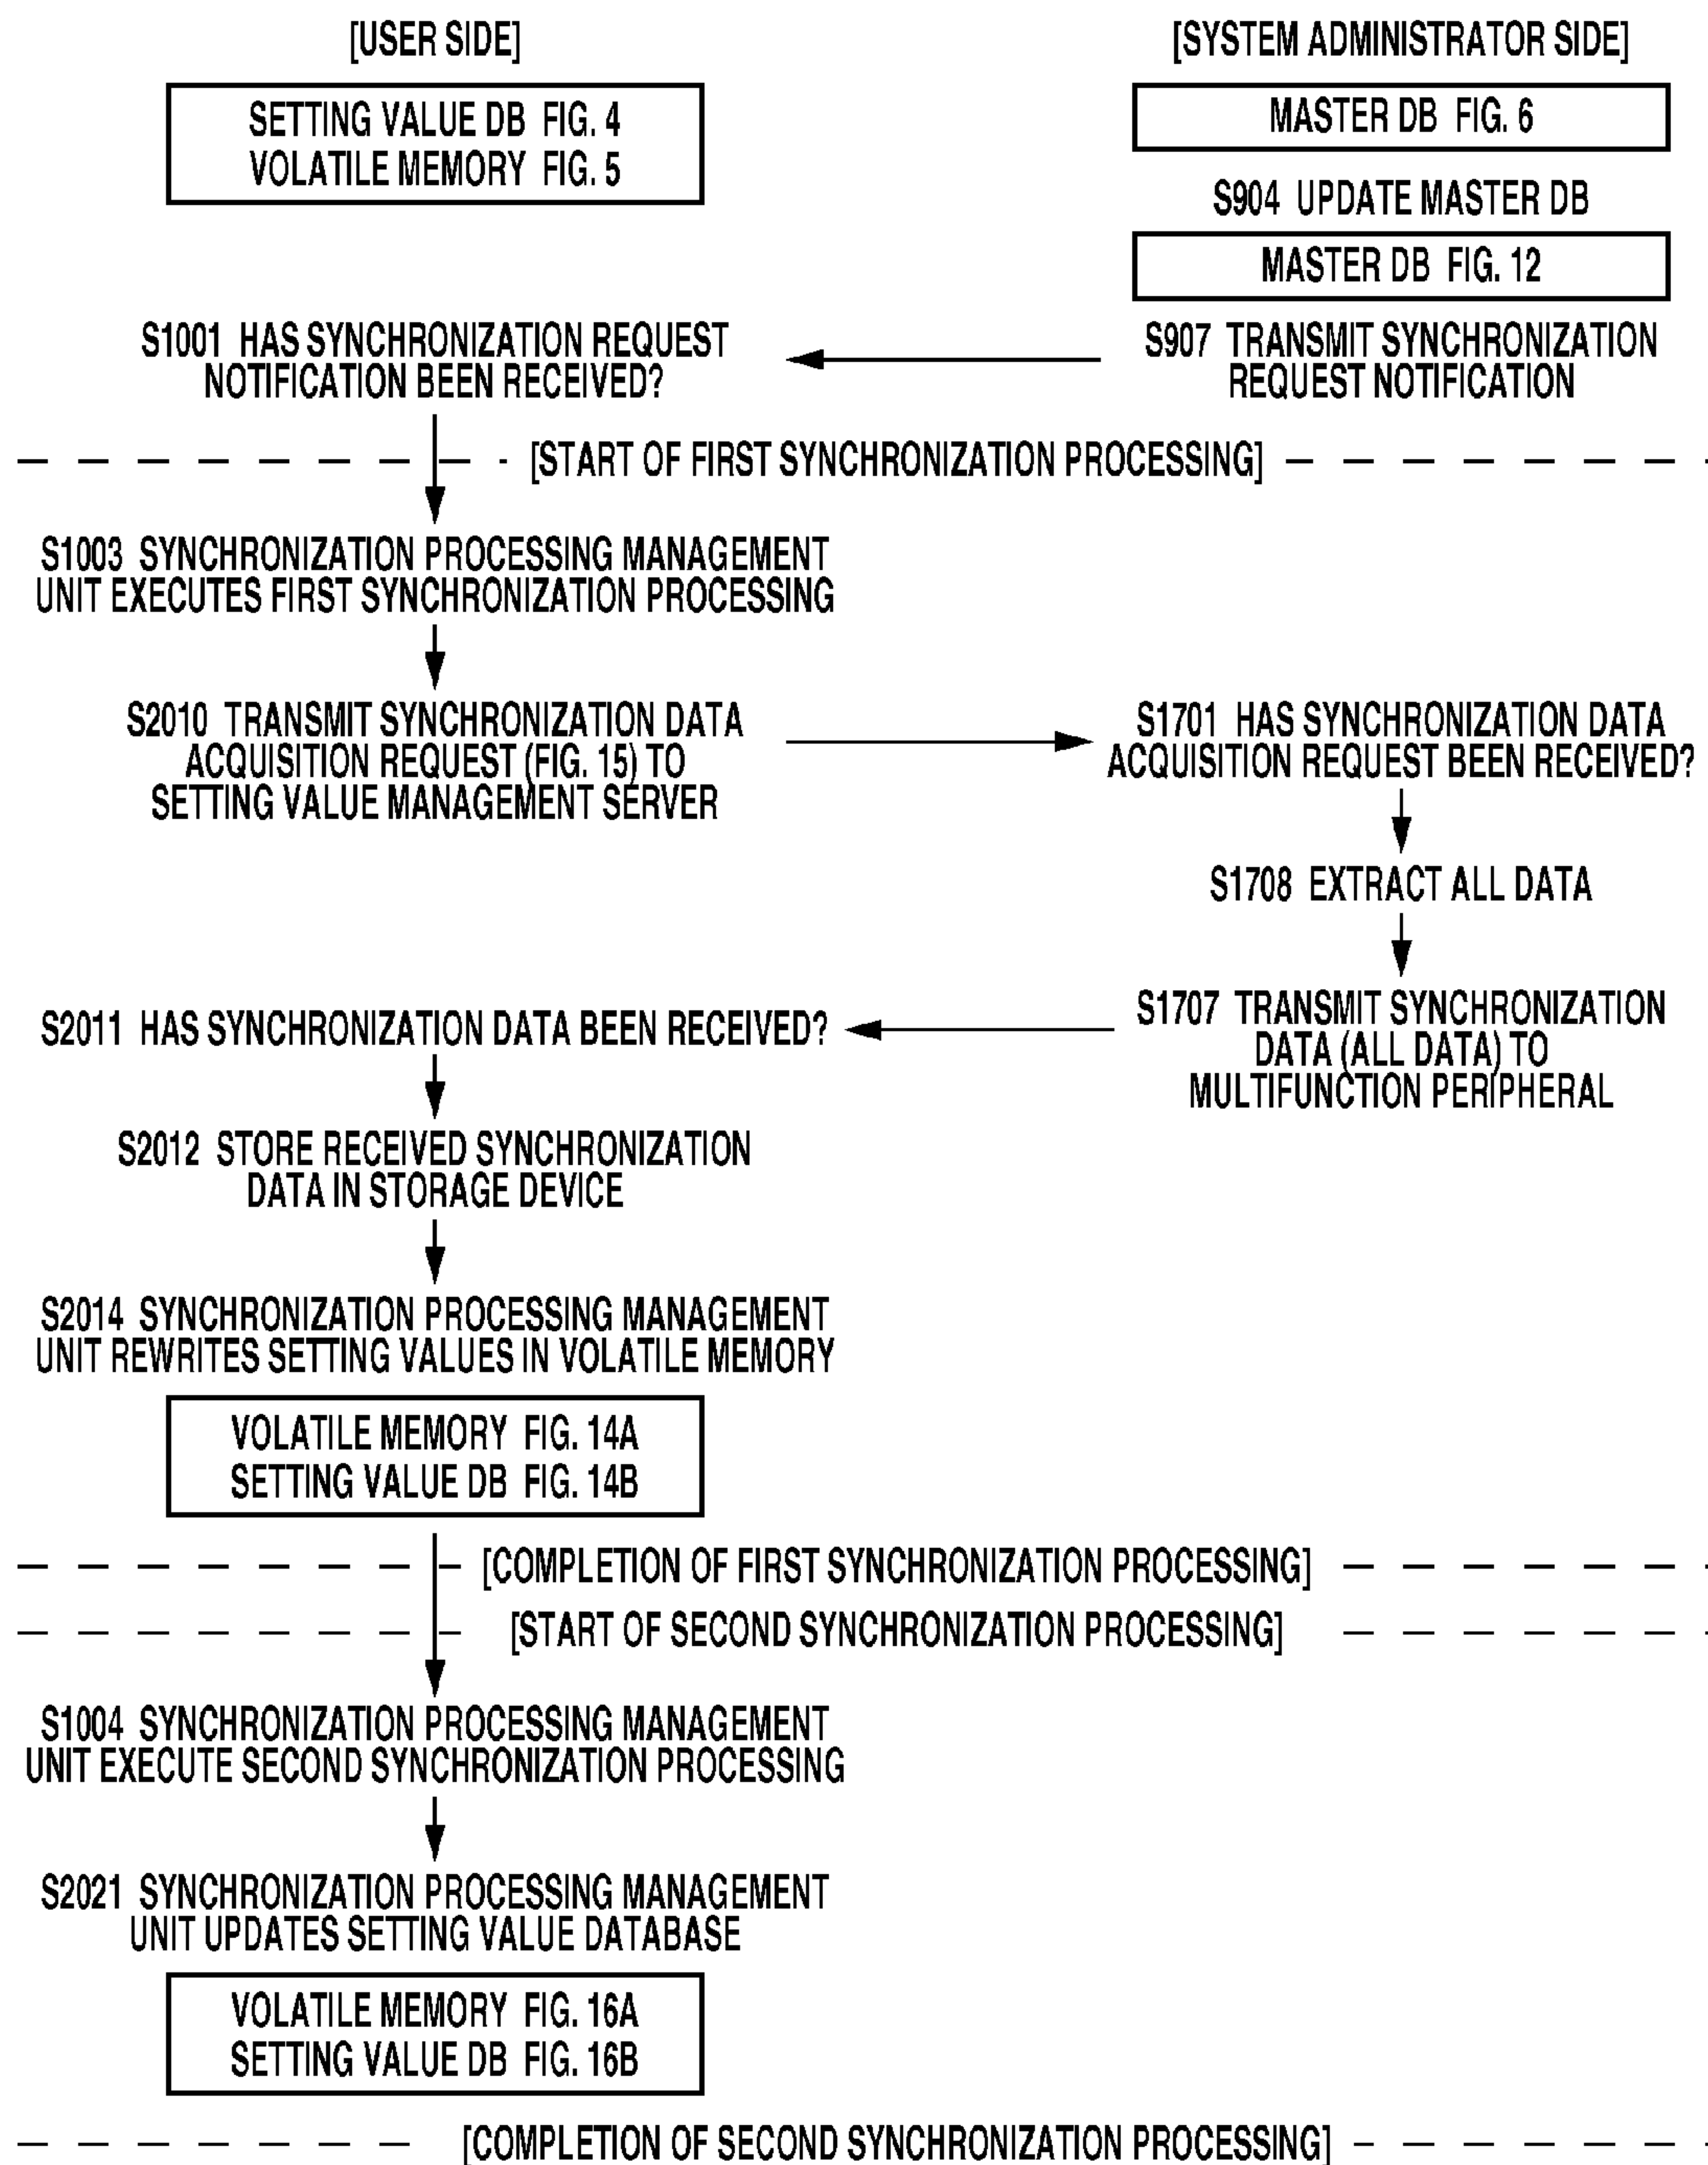 [USER SIDE]
[SYSTEM ADMINISTRATOR SIDE]
SETTING VALUE DB FIG. 4
VOLATILE MEMORY FIG. 5
MASTER DB FIG. 6
S904 UPDATE MASTER DB
MASTER DB FIG. 12
S1001 HAS SYNCHRONIZATION REQUEST
NOTIFICATION BEEN RECEIVED?
S907 TRANSMIT SYNCHRONIZATION
REQUEST NOTIFICATION
[START OF FIRST SYNCHRONIZATION PROCESSING]
S1003 SYNCHRONIZATION PROCESSING MANAGEMENT
UNIT EXECUTES FIRST SYNCHRONIZATION PROCESSING
S2010 TRANSMIT SYNCHRONIZATION DATA
ACQUISITION REQUEST (FIG. 15) TO
SETTING VALUE MANAGEMENT SERVER
S1701 HAS SYNCHRONIZATION DATA
ACQUISITION REQUEST BEEN RECEIVED?
S1708 EXTRACT ALL DATA
S1707 TRANSMIT SYNCHRONIZATION
DATA (ALL DATA) TO
MULTIFUNCTION PERIPHERAL
S2011 HAS SYNCHRONIZATION DATA BEEN RECEIVED?
S2012 STORE RECEIVED SYNCHRONIZATION
DATA IN STORAGE DEVICE
S2014 SYNCHRONIZATION PROCESSING MANAGEMENT
UNIT REWRITES SETTING VALUES IN VOLATILE MEMORY
VOLATILE MEMORY FIG. 14A
SETTING VALUE DB FIG. 14B
[COMPLETION OF FIRST SYNCHRONIZATION PROCESSING]
[START OF SECOND SYNCHRONIZATION PROCESSING]
S1004 SYNCHRONIZATION PROCESSING MANAGEMENT
UNIT EXECUTE SECOND SYNCHRONIZATION PROCESSING
S2021 SYNCHRONIZATION PROCESSING MANAGEMENT
UNIT UPDATES SETTING VALUE DATABASE
VOLATILE MEMORY FIG. 16A
SETTING VALUE DB FIG. 16B
[COMPLETION OF SECOND SYNCHRONIZATION PROCESSING]